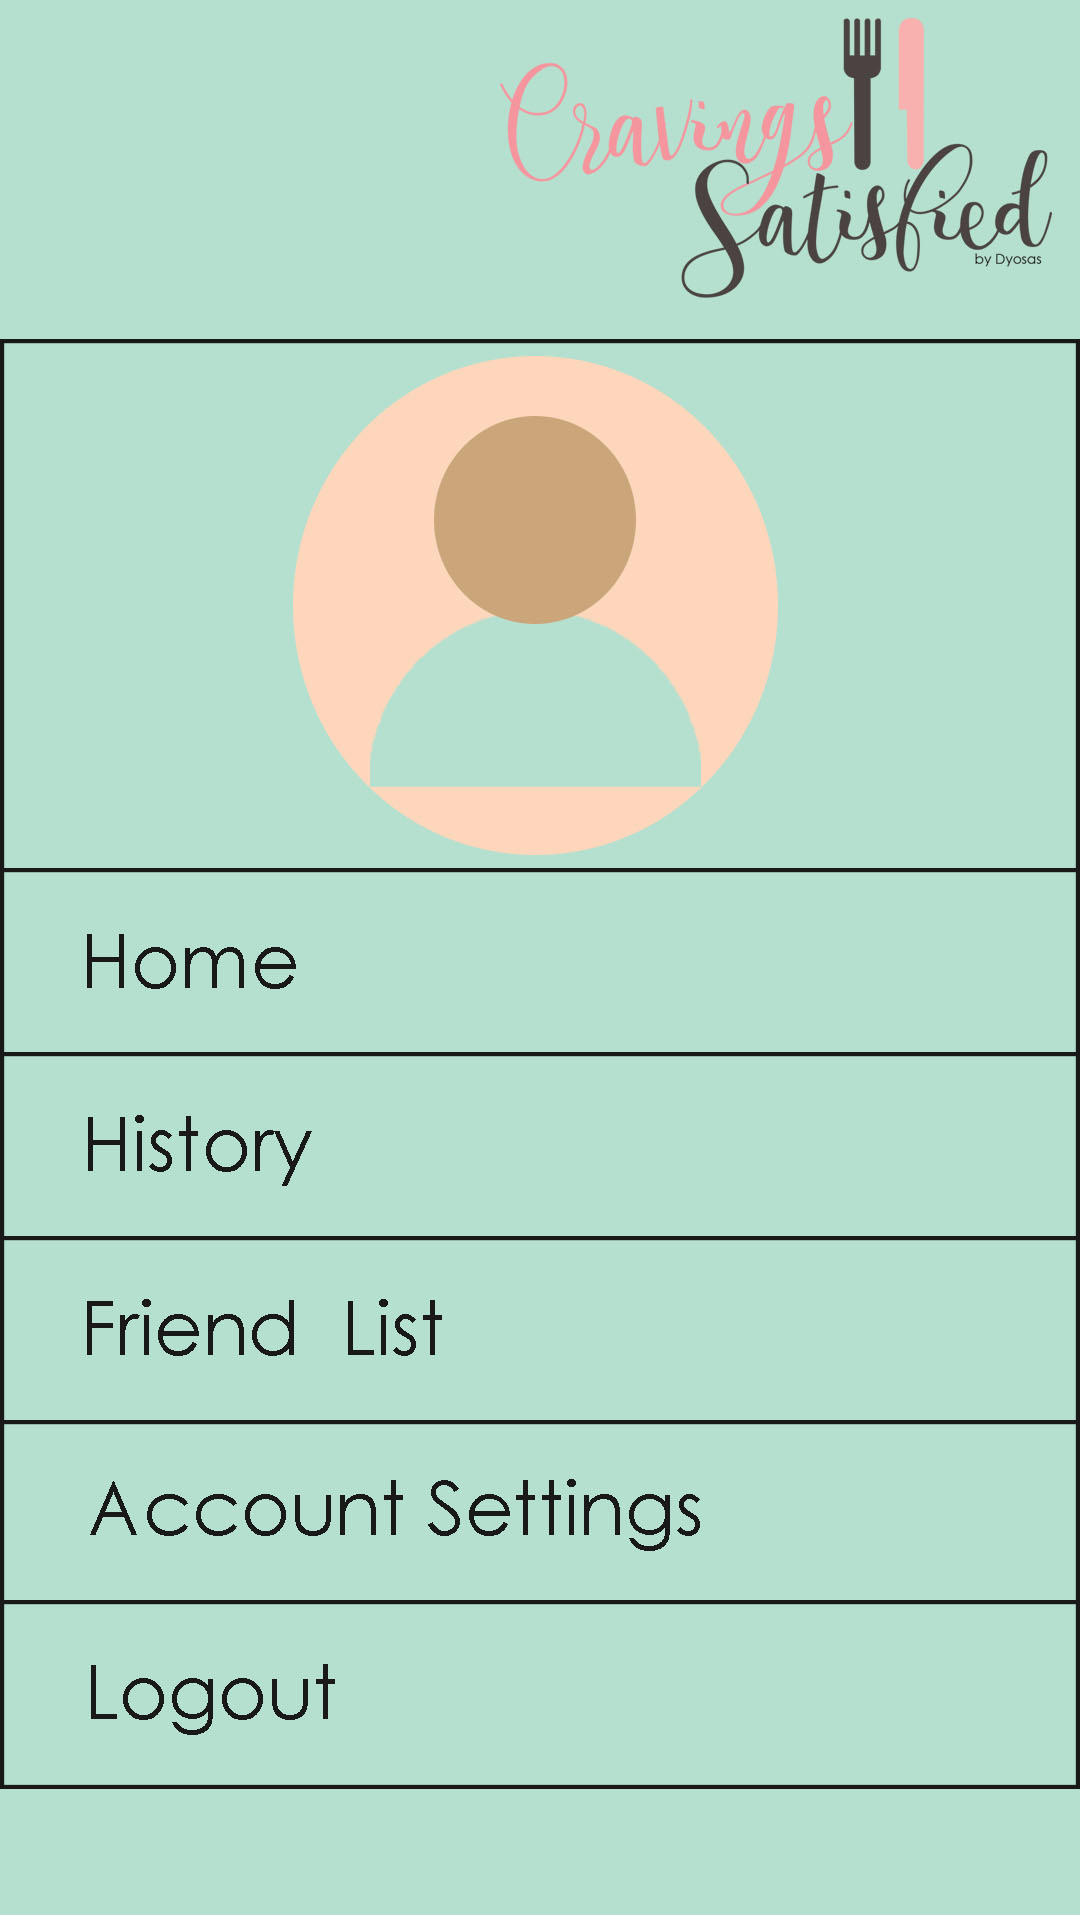 Cravings
Satisfied
by Dyosas
Home
History
Friend List
Account Settings
Logout